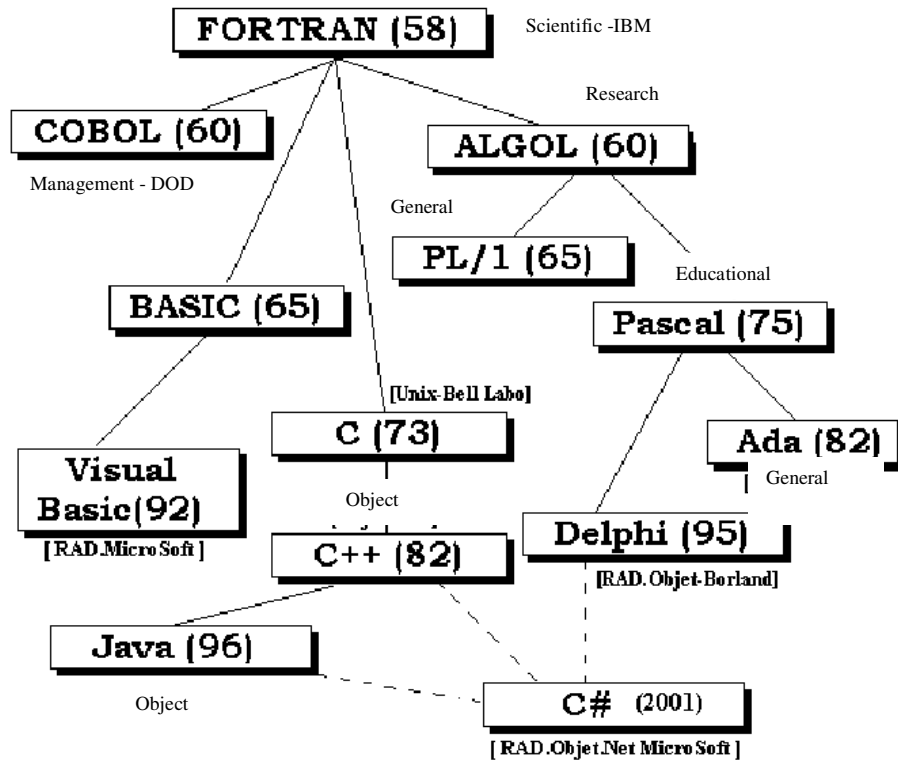 FORTRAN (58)
Scientific -IBM
Research
COBOL (60)
ALGOL (60)
Management - DOD
General
PL/1 (65)
Educational
BASIC (65)
Pascal (75)
[Unix-Bell Labo]
C (73)
Ada (82)
General
Visual
Basic(92)
Object
[ RAD.MicroSoft ]
Delphi (95)
C++ (82)
[RAD.Objet-Borland]
Java (96)
Object
C# (2001)
[ RAD.Objet.Net MicroSoft ]